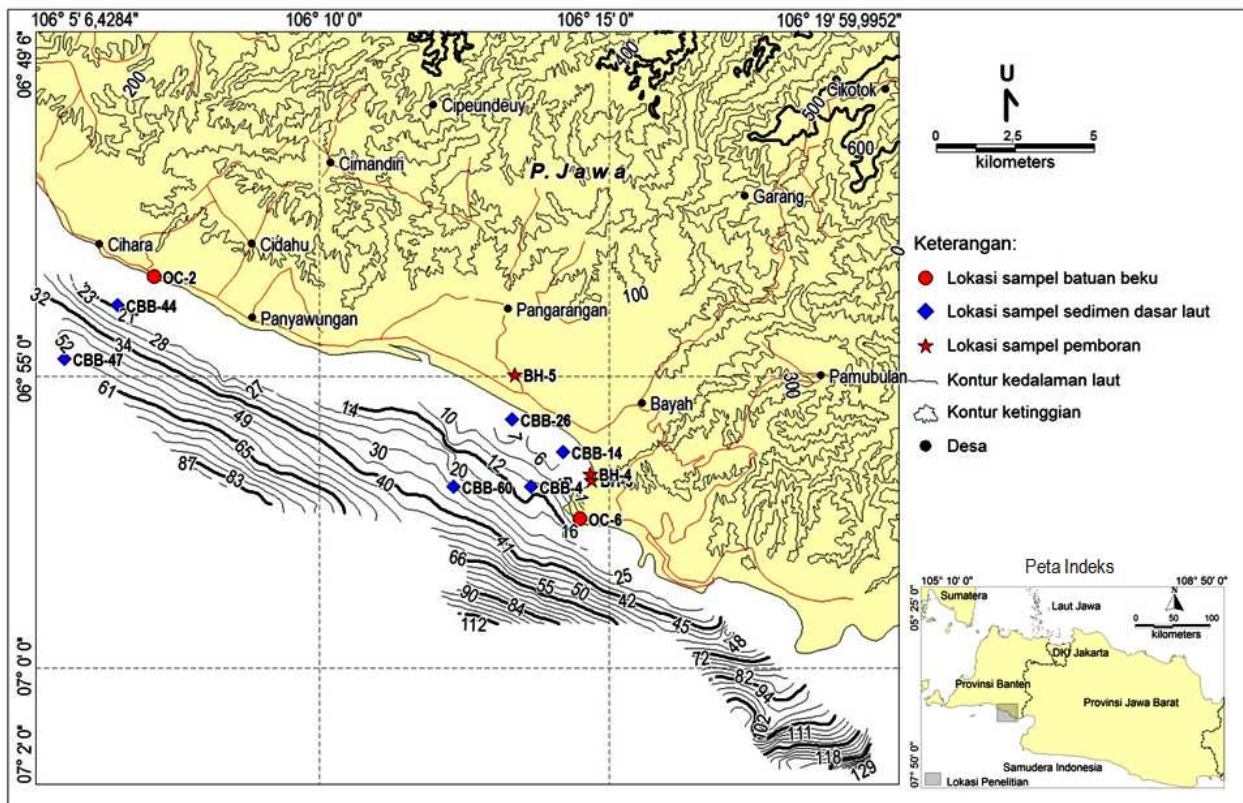 106° 5' 6,4284"
106° 10' 0"
106° 15' 0"
106° 19' 59,9952"
06° 49' 6"
06° 55' 0"
07° 0' 0"
07° 2' 0"
200
400
500
600
Cikotok
Cipeundeuy
Cimandiri
P. Jawa
Garang
Cihara
Cidahu
0
OC-2
100
CBB-44
Panyawungan
Pangarangan
23
21
32
28
34
52
CBB-47
BH-5
300
Pamubulan
61
27
Bayah
14
10
CBB-26
7
49
30
6
CBB-14
12
65
20
BH-4
87
83
40
CBB-60
CBB-4
OC-6
16
41
66
25
55
50
42
90
84
112
45
48
72
82
94
102
111
118
129
U
0
2,5
5
kilometers
Keterangan:
Lokasi sampel batuan beku
Lokasi sampel sedimen dasar laut
Lokasi sampel pemboran
Kontur kedalaman laut
Kontur ketinggian
Desa
Peta Indeks
105° 10' 0"
108° 50' 0"
05° 25' 0"
07° 50' 0"
Sumatera
Laut Jawa
N
0 50 100
kilometers
DKI Jakarta
Provinsi Banten
Provinsi Jawa Barat
Samudera Indonesia
Lokasi Penelitian